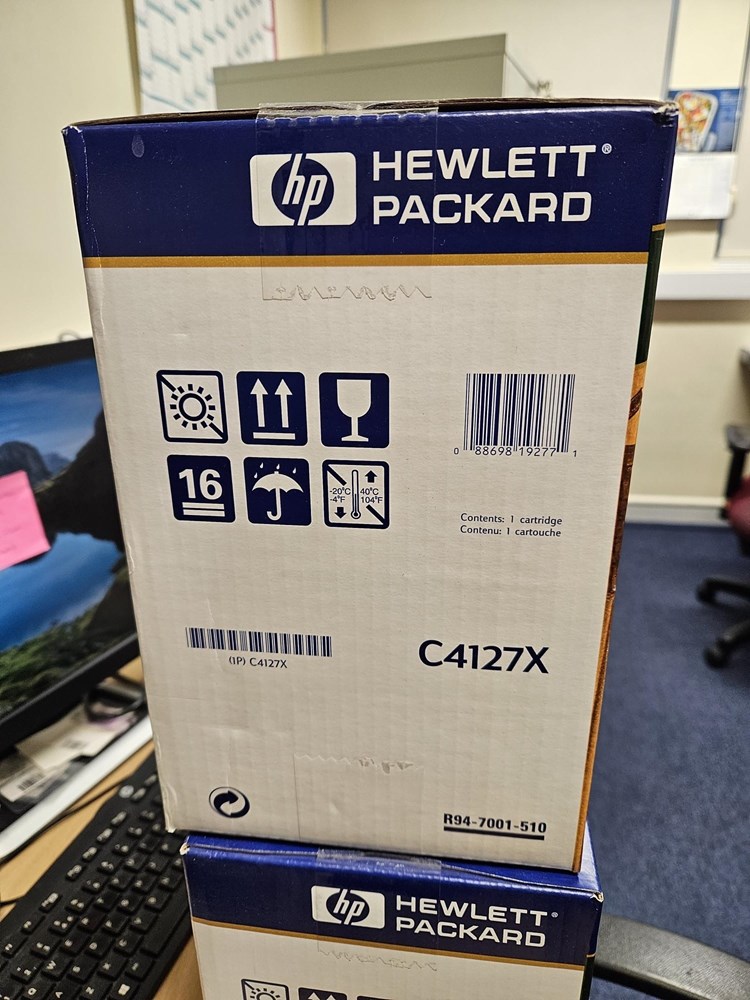 hp HEWLETT®
PACKARD
0 88698 19277 1
16
-20°C
-4°F
40°C
104°F
Contents: 1 cartridge
Contenu: 1 cartouche
(1P) C4127X
C4127X
R94-7001-510
hp HEWLETT®
PACKARD